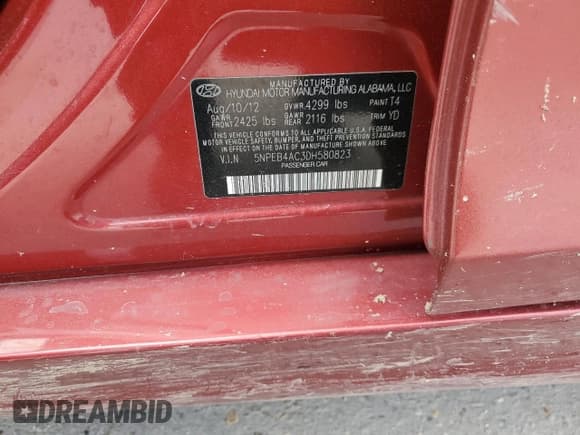 MANUFACTURED BY
HYUNDAI MOTOR MANUFACTURING ALABAMA, LLC
Aug/10/12 GVWR 4299 lbs PAINT T4
GAWR FRONT 2425 lbs GAWR REAR 2116 lbs TRIM YD
THIS VEHICLE CONFORMS TO ALL APPLICABLE U.S.A. FEDERAL
MOTOR VEHICLE SAFETY, BUMPER, AND THEFT PREVENTION STANDARDS
IN EFFECT ON THE DATE OF MANUFACTURE SHOWN ABOVE.
V.I.N 5NPEB4AC3DH580823
PASSENGER CAR
DREAMBID